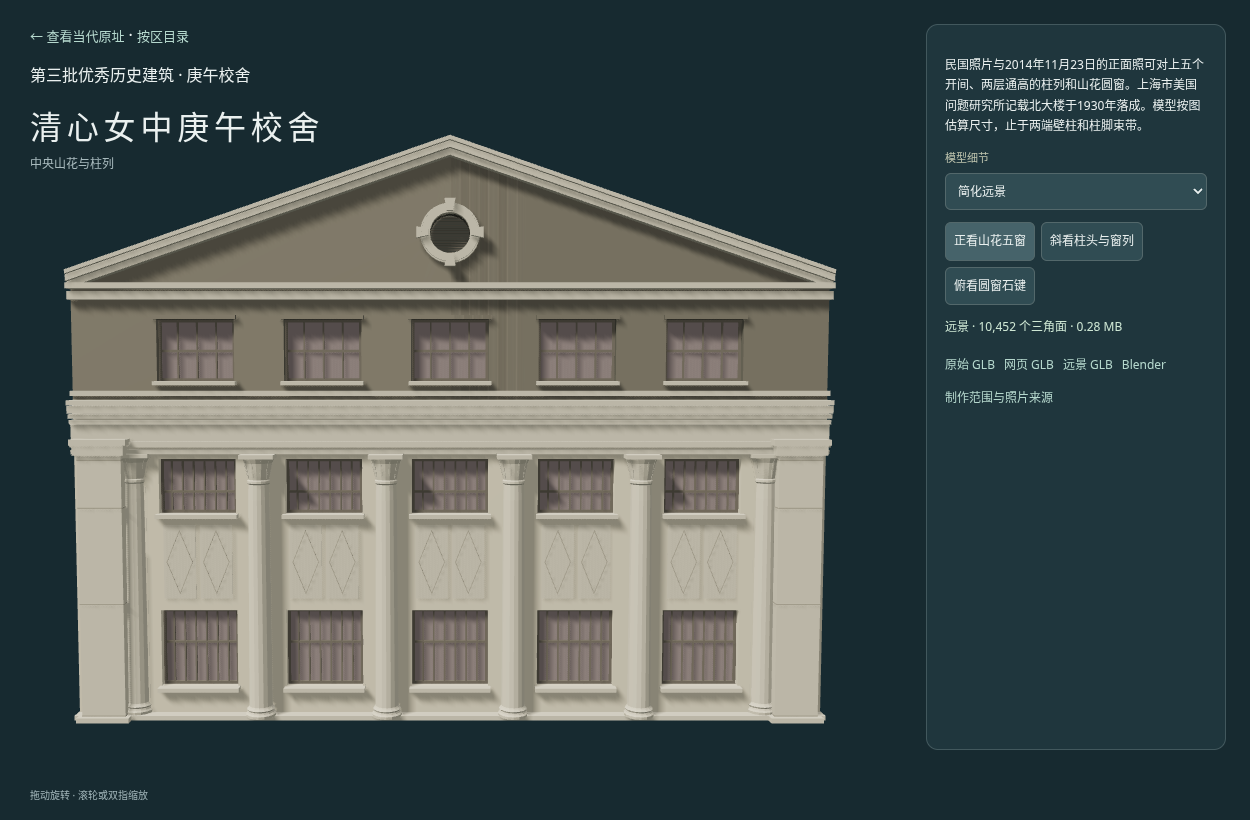 ← 查看当代原址 · 按区目录
第三批优秀历史建筑 · 庚午校舍
清心女中庚午校舍
中央山花与柱列
民国照片与2014年11月23日的正面照可对上五个
开间、两层通高的柱列和山花圆窗。上海市美国
问题研究所记载北大楼于1930年落成。模型按图
估算尺寸，止于两端壁柱和柱脚束带。
模型细节
简化远景
正看山花五窗
斜看柱头与窗列
俯看圆窗石键
远景 · 10,452 个三角面 · 0.28 MB
原始 GLB 网页 GLB 远景 GLB Blender
制作范围与照片来源
拖动旋转 · 滚轮或双指缩放